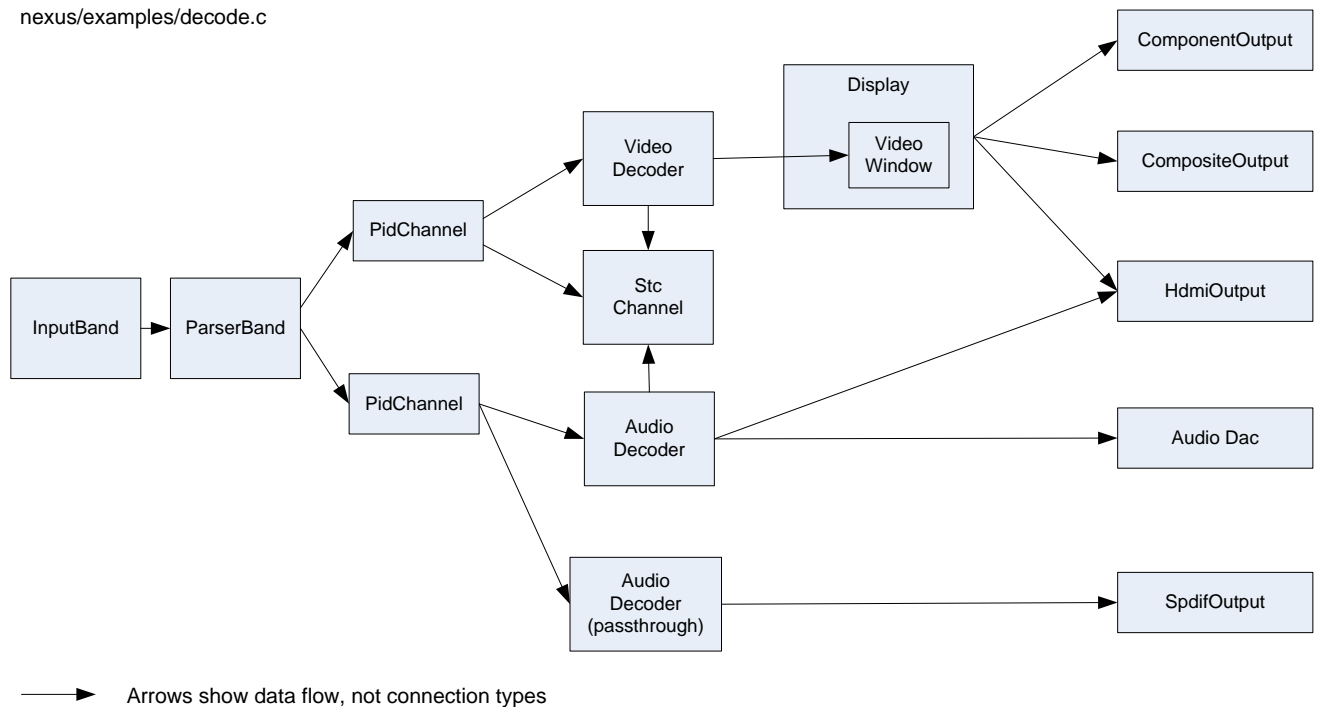 nexus/examples/decode.c
ComponentOutput
Display
Video
Window
Video
Decoder
CompositeOutput
PidChannel
Stc
Channel
HdmiOutput
InputBand
ParserBand
PidChannel
Audio
Decoder
Audio Dac
Audio
Decoder
(passthrough)
SpdifOutput
Arrows show data flow, not connection types